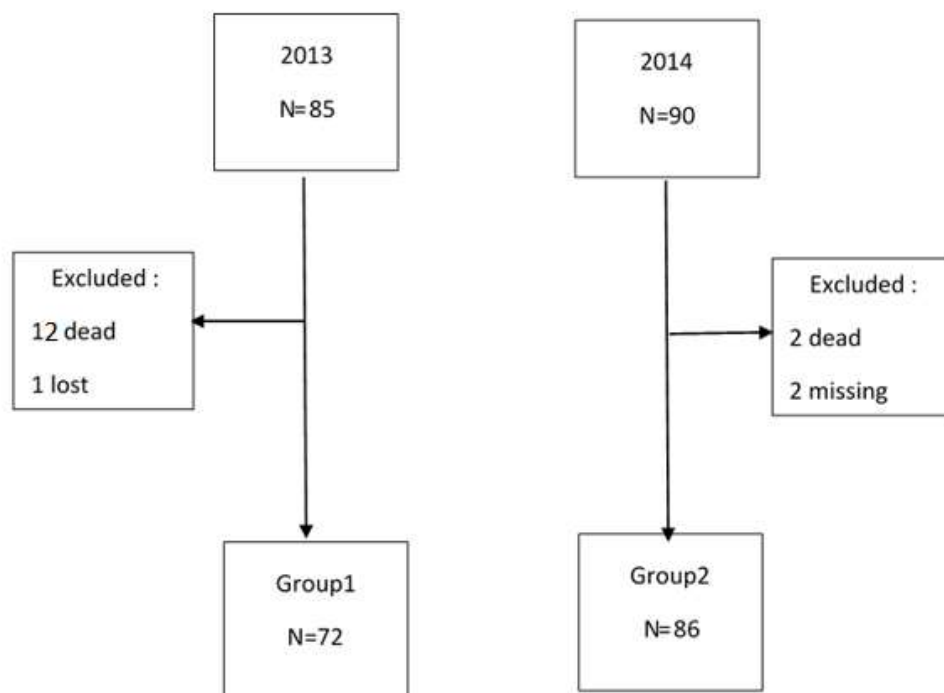 2013
N=85
2014
N=90
Excluded :
12 dead
1 lost
Excluded :
2 dead
2 missing
Group1
N=72
Group2
N=86